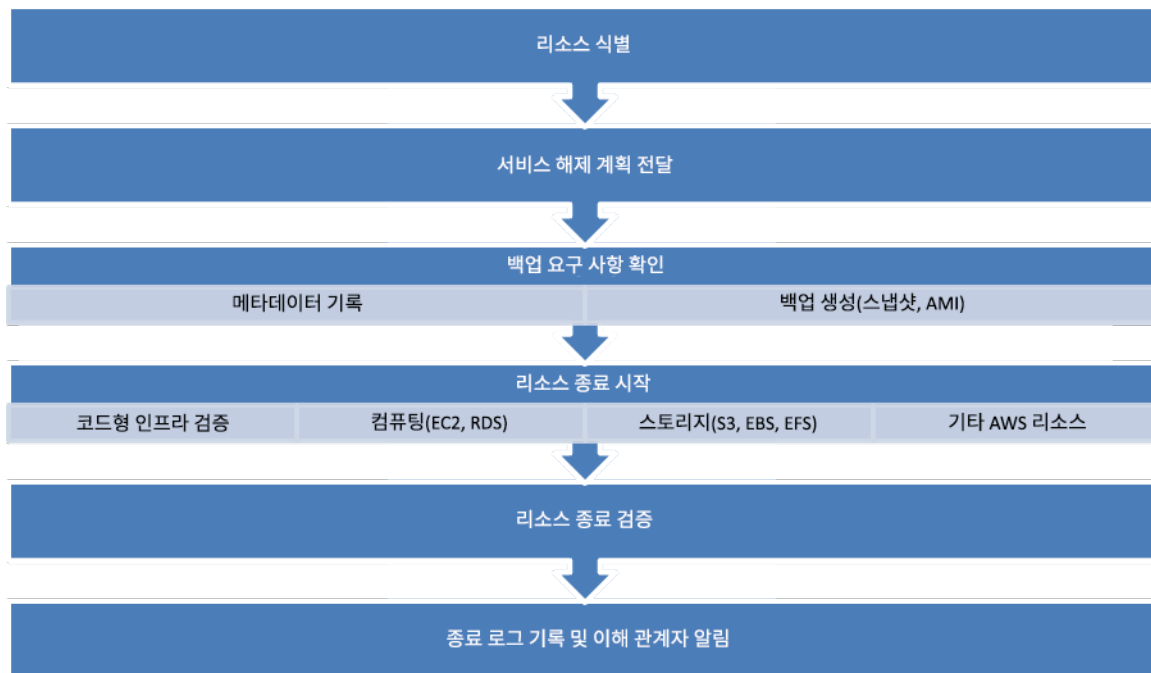 리소스 식별
서비스 해제 계획 전달
백업 요구 사항 확인
메타데이터 기록
백업 생성(스냅샷, AMI)
리소스 종료 시작
코드형 인프라 검증
컴퓨팅(EC2, RDS)
스토리지(S3, EBS, EFS)
기타 AWS 리소스
리소스 종료 검증
종료 로그 기록 및 이해 관계자 알림